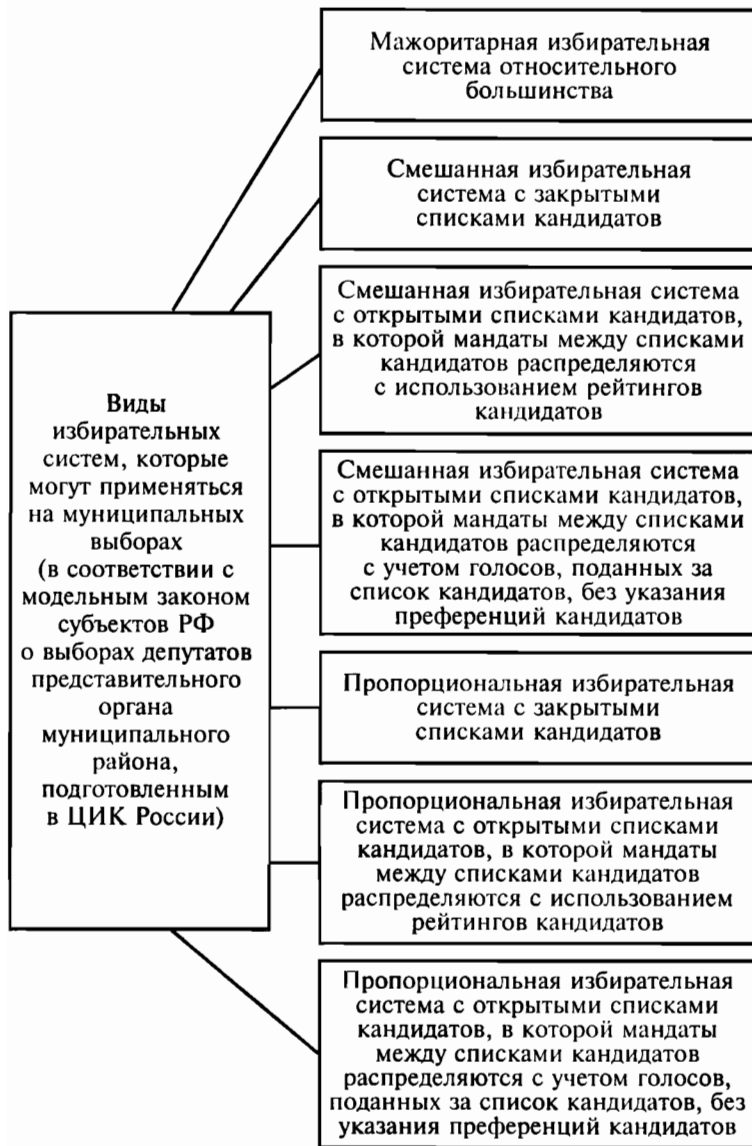 Мажоритарная избирательная
система относительного
большинства
Смешанная избирательная
система с закрытыми
списками кандидатов
Смешанная избирательная система
с открытыми списками кандидатов,
в которой мандаты между списками
кандидатов распределяются
с использованием рейтингов
кандидатов
Виды
избирательных
систем, которые
могут применяться
на муниципальных
выборах
(в соответствии с
модельным законом
субъектов РФ
о выборах депутатов
представительного
органа
муниципального
района,
подготовленным
в ЦИК России)
Смешанная избирательная система
с открытыми списками кандидатов,
в которой мандаты между списками
кандидатов распределяются
с учетом голосов, поданных за
список кандидатов, без указания
преференций кандидатов
Пропорциональная избирательная
система с закрытыми
списками кандидатов
Пропорциональная избирательная
система с открытыми списками
кандидатов, в которой мандаты
между списками кандидатов
распределяются с использованием
рейтингов кандидатов
Пропорциональная избирательная
система с открытыми списками
кандидатов, в которой мандаты
между списками кандидатов
распределяются с учетом голосов,
поданных за список кандидатов, без
указания преференций кандидатов